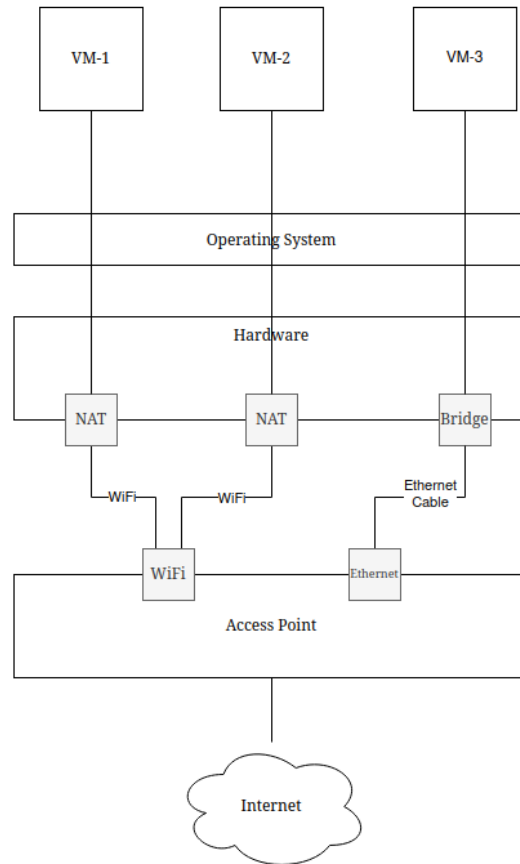 VM-1
VM-2
VM-3
Operating System
Hardware
NAT
NAT
Bridge
WiFi
WiFi
Ethernet
Cable
WiFi
Ethernet
Access Point
Internet